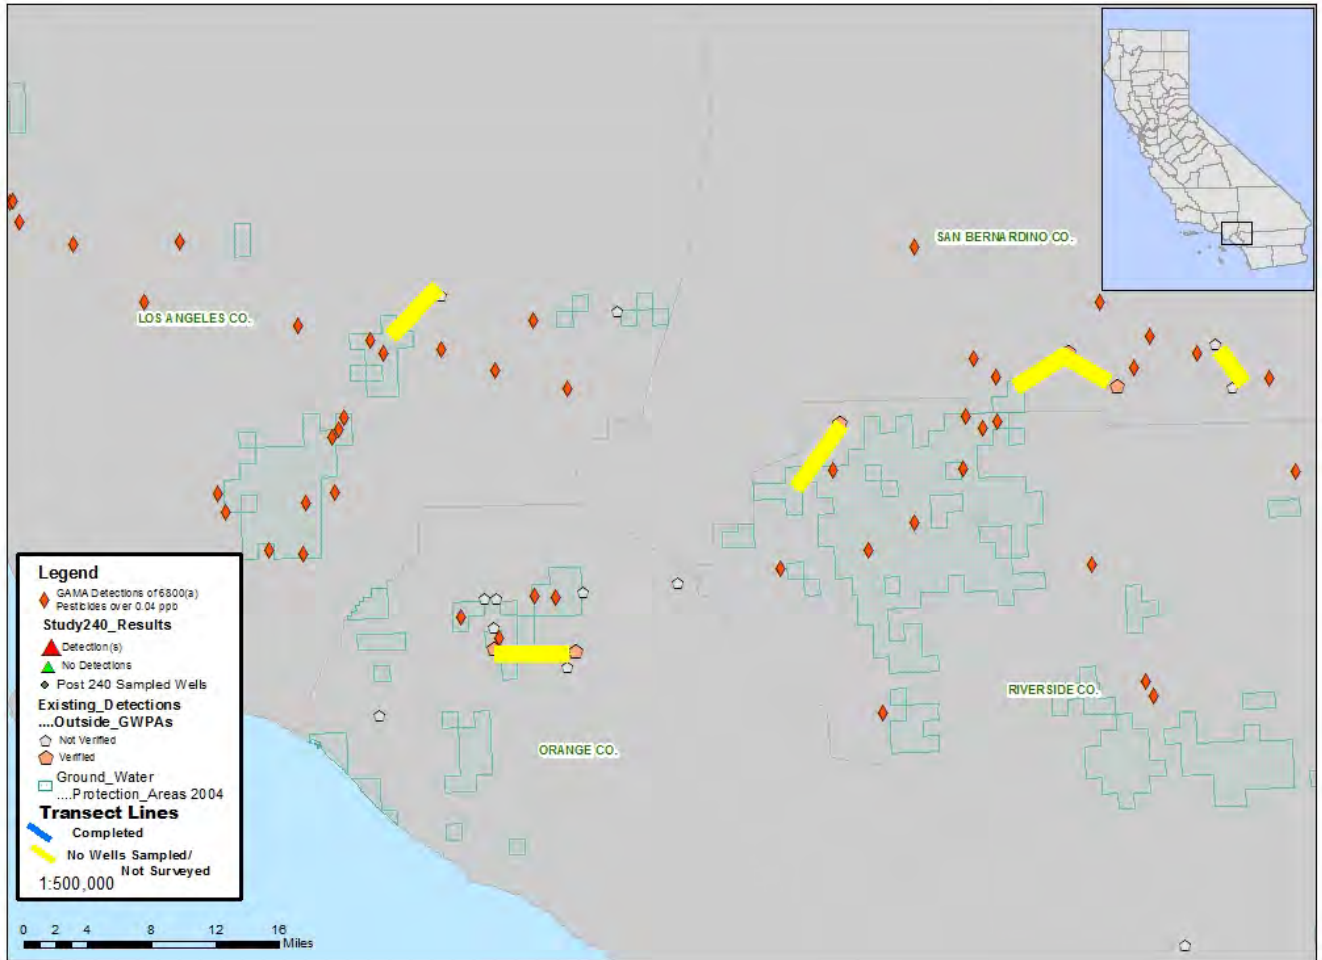 SAN BERNARDINO CO.
LOS ANGELES CO.
RIVERSIDE CO.
ORANGE CO.
Legend
GAMA Detections of 6800(a)
Pesticides over 0.04 ppb
Study240_Results
Detection(s)
No Detections
Post 240 Sampled Wells
Existing_Detections
....Outside_GWPAs
Not Verified
Verified
Ground_Water
....Protection_Areas 2004
Transect Lines
Completed
No Wells Sampled/
Not Surveyed
1:500,000
0 2 4 8 12 16
Miles